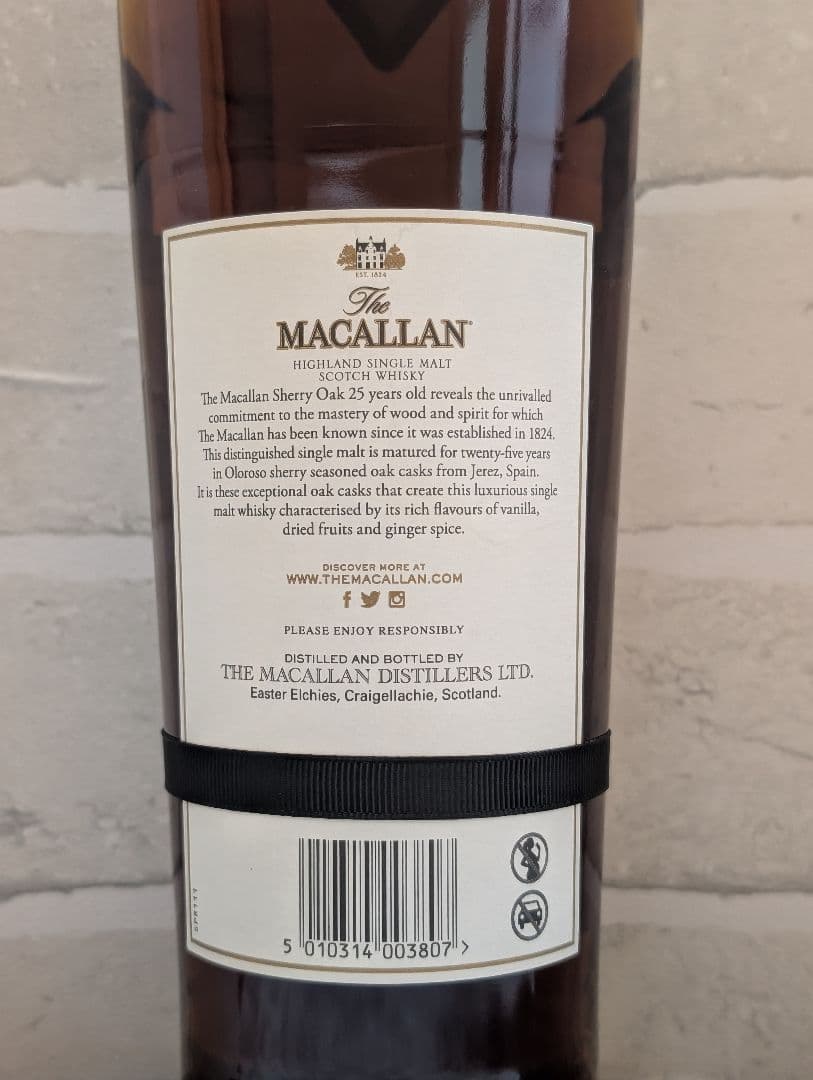 EST. 1824
The
MACALLAN
HIGHLAND SINGLE MALT
SCOTCH WHISKY
The Macallan Sherry Oak 25 years old reveals the unrivalled
commitment to the mastery of wood and spirit for which
The Macallan has been known since it was established in 1824.
This distinguished single malt is matured for twenty-five years
in Oloroso sherry seasoned oak casks from Jerez, Spain.
It is these exceptional oak casks that create this luxurious single
malt whisky characterised by its rich flavours of vanilla,
dried fruits and ginger spice.
DISCOVER MORE AT
WWW.THEMACALLAN.COM
PLEASE ENJOY RESPONSIBLY
DISTILLED AND BOTTLED BY
THE MACALLAN DISTILLERS LTD.
Easter Elchies, Craigellachie, Scotland.
5 010314 003807 >